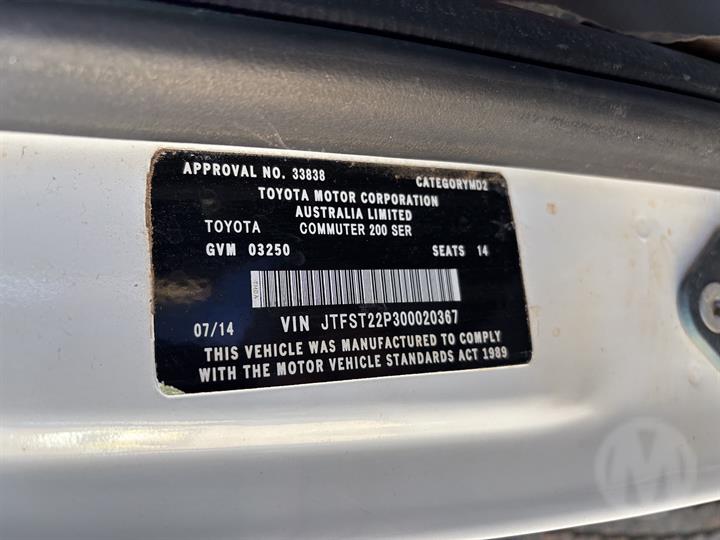 APPROVAL NO. 33838 CATEGORYMD2
TOYOTA MOTOR CORPORATION
AUSTRALIA LIMITED
TOYOTA COMMUTER 200 SER
GVM 03250 SEATS 14
07/14 VIN JTFST22P300020367
THIS VEHICLE WAS MANUFACTURED TO COMPLY
WITH THE MOTOR VEHICLE STANDARDS ACT 1989
M